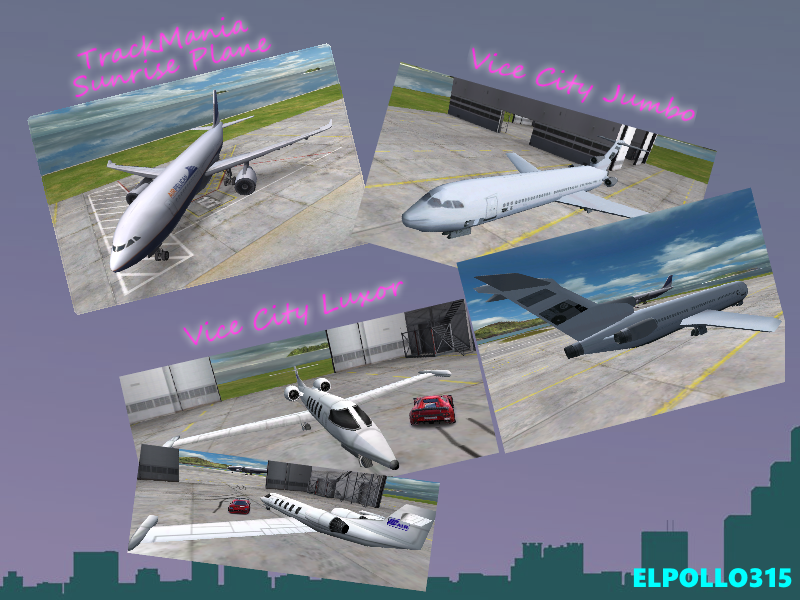 TrackMania
Sunrise Plane
Vice City Jumbo
Vice City Luxor
ELPOLLO315